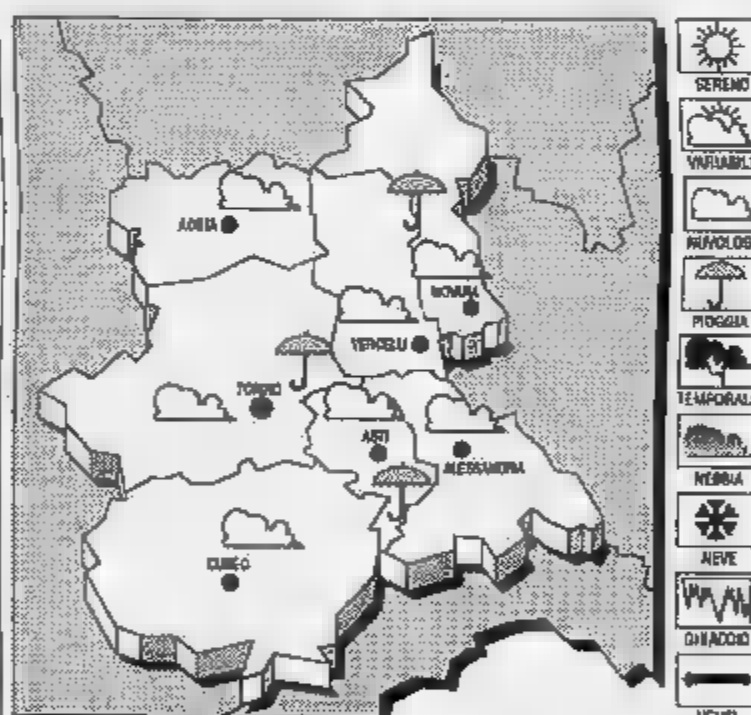 AOSTA
NOVARA
VERCELLI
TORINO
ASTI
ALESSANDRIA
CUNEO
SERENO
VARIABILE
NUVOLOSO
PIOGGIA
TEMPORALE
NEBBIA
NEVE
GHIACCIO